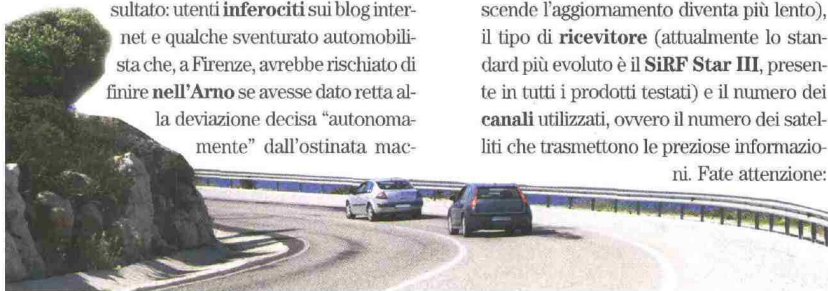 sultato: utenti inferociti sui blog inter-
net e qualche sventurato automobili-
sta che, a Firenze, avrebbe rischiato di
finire nell'Arno se avesse dato retta al-
la deviazione decisa "autonoma-
mente" dall'ostinata mac-
scende l'aggiornamento diventa più lento),
il tipo di ricevitore (attualmente lo stan-
dard più evoluto è il SiRF Star III, presen-
te in tutti i prodotti testati) e il numero dei
canali utilizzati, ovvero il numero dei satel-
liti che trasmettono le preziose informazio-
ni. Fate attenzione: